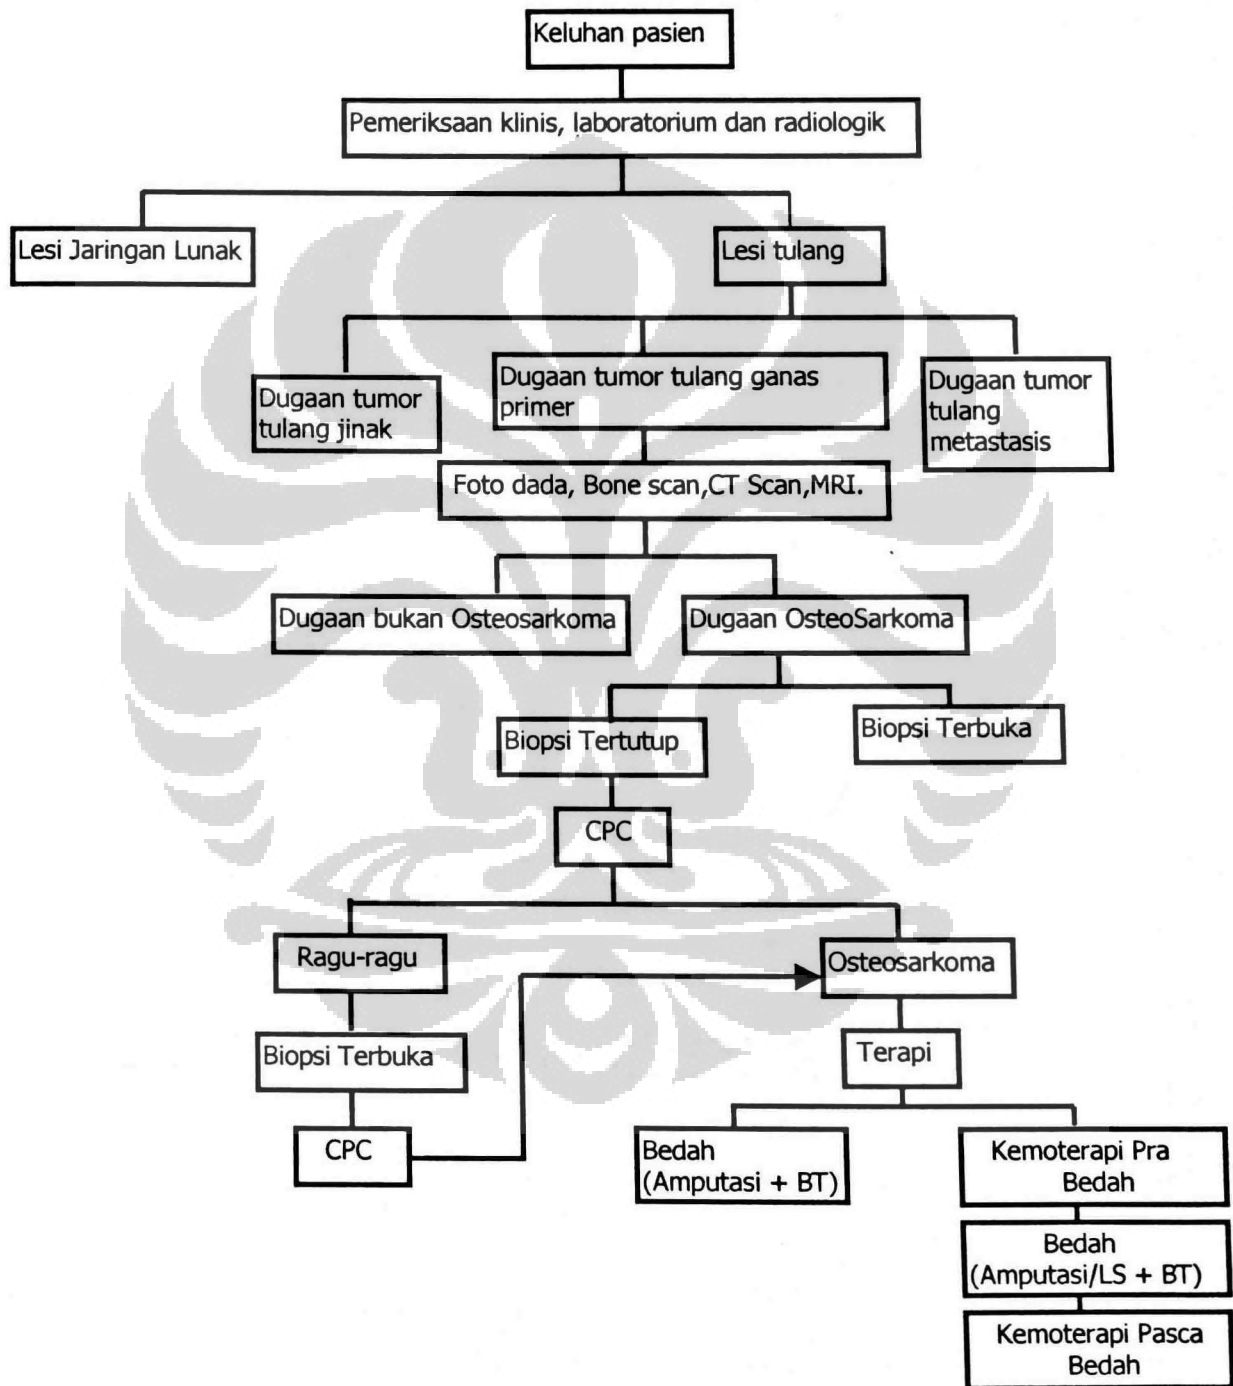 Keluhan pasien
Pemeriksaan klinis, laboratorium dan radiologik
Lesi Jaringan Lunak
Lesi tulang
Dugaan tumor
tulang jinak
Dugaan tumor tulang ganas
primer
Dugaan tumor
tulang
metastasis
Foto dada, Bone scan,CT Scan,MRI.
Dugaan bukan Osteosarkoma
Dugaan OsteoSarkoma
Biopsi Tertutup
Biopsi Terbuka
CPC
Ragu-ragu
Osteosarkoma
Biopsi Terbuka
Terapi
CPC
Bedah
(Amputasi + BT)
Kemoterapi Pra
Bedah
Bedah
(Amputasi/LS + BT)
Kemoterapi Pasca
Bedah